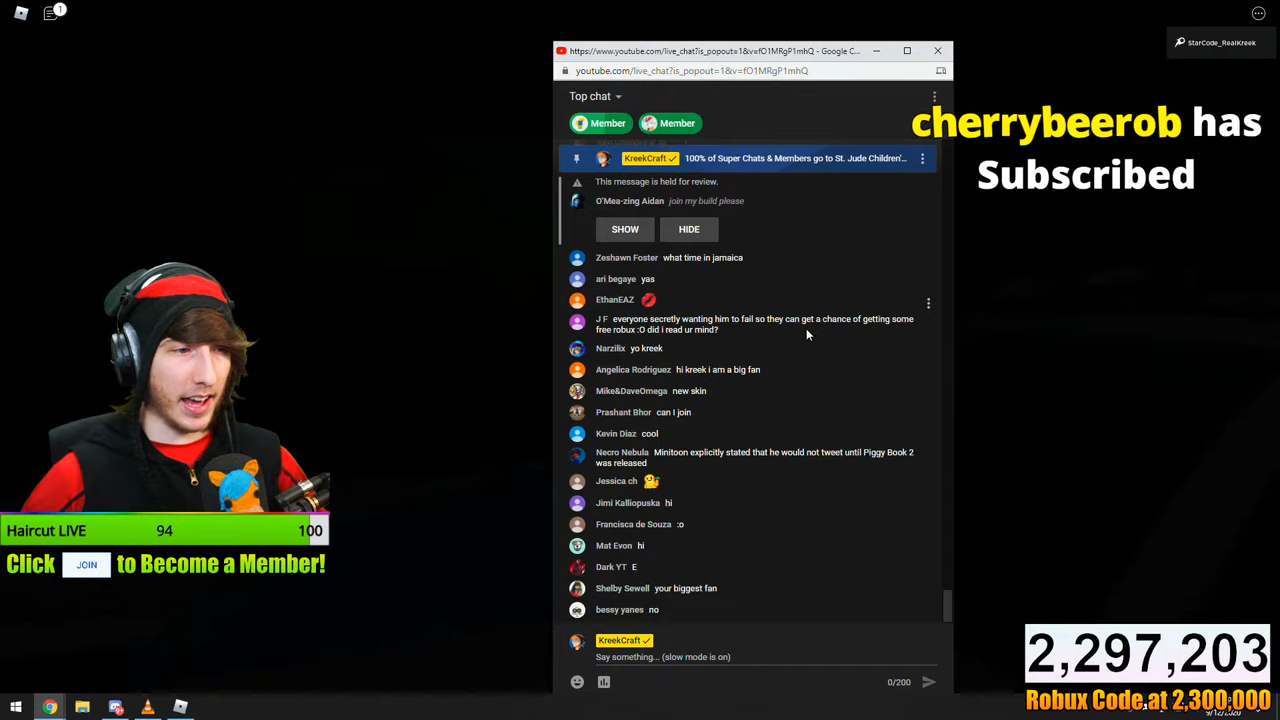 1
StarCode_RealKreek
https://www.youtube.com/live_chat?is_popout=1&v=fO1MRgP1mhQ - Google C...
youtube.com/live_chat?is_popout=1&v=fO1MRgP1mhQ
Top chat
Member Member
KreekCraft 100% of Super Chats & Members go to St. Jude Children'...
cherrybeerob has
Subscribed
This message is held for review.
O'Mea-zing Aidan join my build please
SHOW HIDE
Zeshawn Foster what time in jamaica
ari begaye yas
EthanEAZ
J F everyone secretly wanting him to fail so they can get a chance of getting some
free robux :O did i read ur mind?
Narzilix yo kreek
Angelica Rodriguez hi kreek i am a big fan
Mike&DaveOmega new skin
Prashant Bhor can I join
Kevin Diaz cool
Necro Nebula Minitoon explicitly stated that he would not tweet until Piggy Book 2
was released
Jessica ch
Jimi Kalliopuska hi
Francisca de Souza :o
Mat Evon hi
Dark YT E
Shelby Sewell your biggest fan
bessy yanes no
KreekCraft
Say something... (slow mode is on)
0/200
Haircut LIVE 94 100
Click JOIN to Become a Member!
2,297,203
Robux Code at 2,300,000